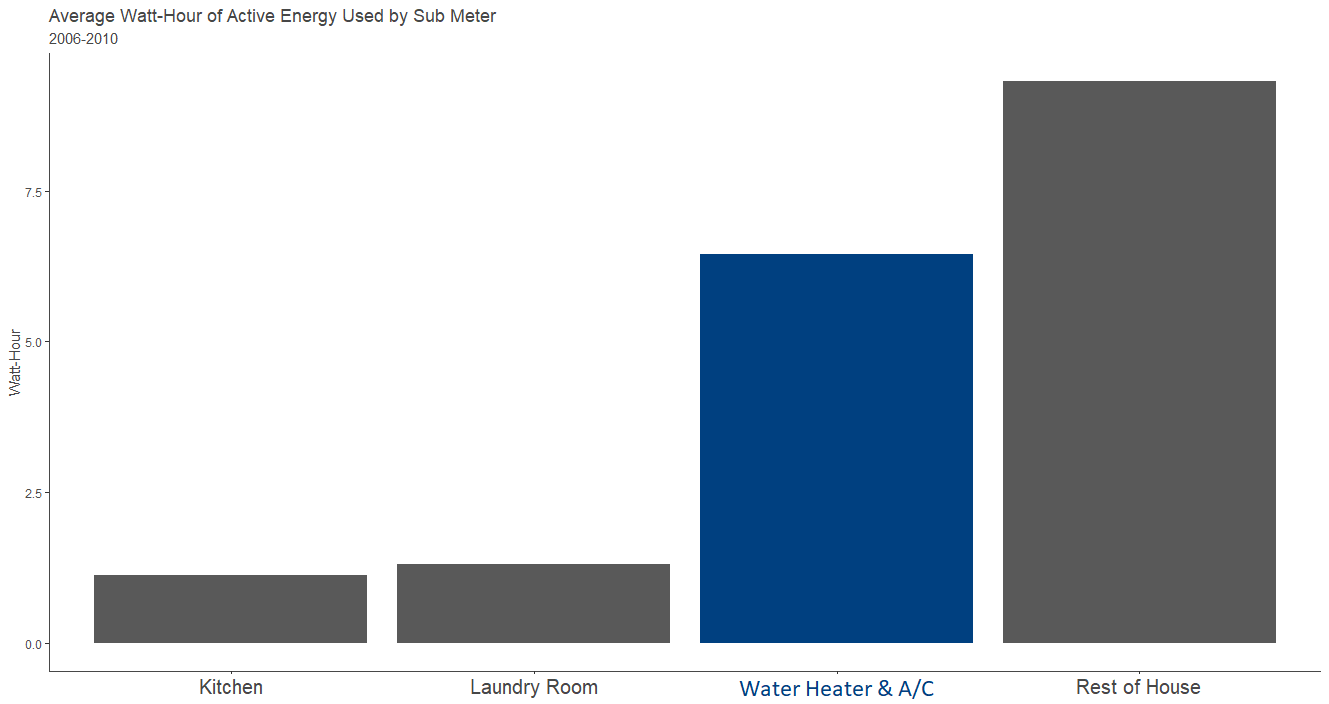 Average Watt-Hour of Active Energy Used by Sub Meter
2006-2010
Watt-Hour
7.5
5.0
2.5
0.0
Kitchen
Laundry Room
Water Heater & A/C
Rest of House